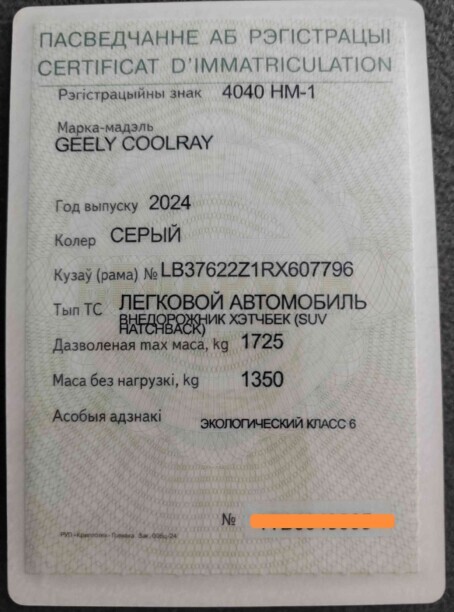 ПАСВЕДЧАННЕ АБ РЭГІСТРАЦЫІ
CERTIFICAT D'IMMATRICULATION
Рэгістрацыйны знак 4040 HM-1
Марка-мадэль
GEELY COOLRAY
Год выпуску 2024
Колер СЕРЫЙ
Кузаў (рама) № LB37622Z1RX607796
Тып ТС ЛЕГКОВОЙ АВТОМОБИЛЬ
ВНЕДОРОЖНИК ХЭТЧБЕК (SUV
HATCHBACK)
Дазволеная max маса, kg 1725
Маса без нагрузкі, kg 1350
Асобыя адзнакі ЭКОЛОГИЧЕСКИЙ КЛАСС 6
№